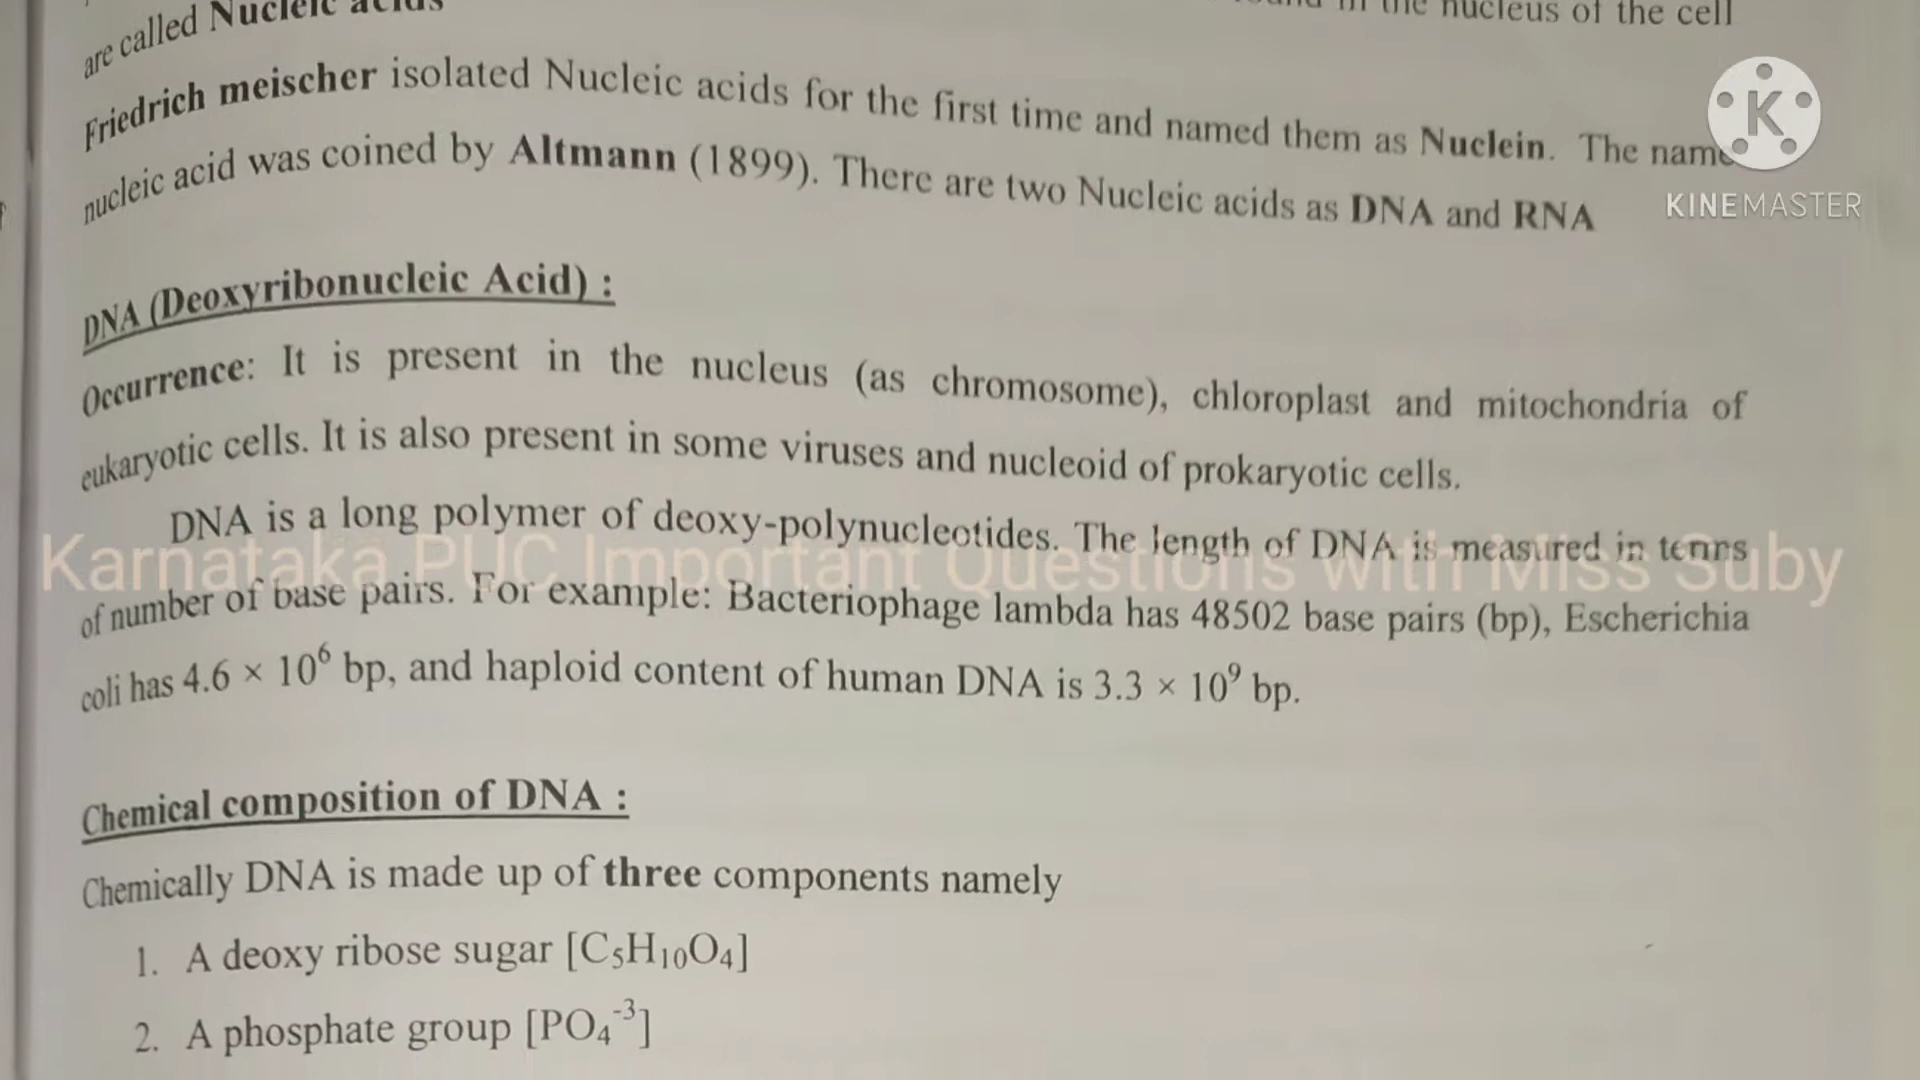 are called Nucleic acids in the nucleus of the cell
Friedrich meischer isolated Nucleic acids for the first time and named them as Nuclein. The name
nucleic acid was coined by Altmann (1899). There are two Nucleic acids as DNA and RNA
K
KINEMASTER
DNA (Deoxyribonucleic Acid) :
Occurrence: It is present in the nucleus (as chromosome), chloroplast and mitochondria of
eukaryotic cells. It is also present in some viruses and nucleoid of prokaryotic cells.
DNA is a long polymer of deoxy-polynucleotides. The length of DNA is measured in terms
Karnataka PUC Important Questions with Miss Suby
of number of base pairs. For example: Bacteriophage lambda has 48502 base pairs (bp), Escherichia
coli has 4.6 × 10⁶ bp, and haploid content of human DNA is 3.3 × 10⁹ bp.
Chemical composition of DNA :
Chemically DNA is made up of three components namely
1. A deoxy ribose sugar [C₅H₁₀O₄]
2. A phosphate group [PO₄⁻³]